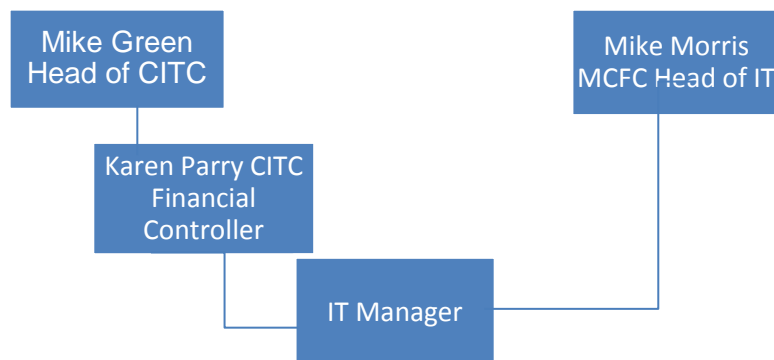 Mike Green
Head of CITC
Mike Morris
MCFC Head of IT
Karen Parry CITC
Financial
Controller
IT Manager